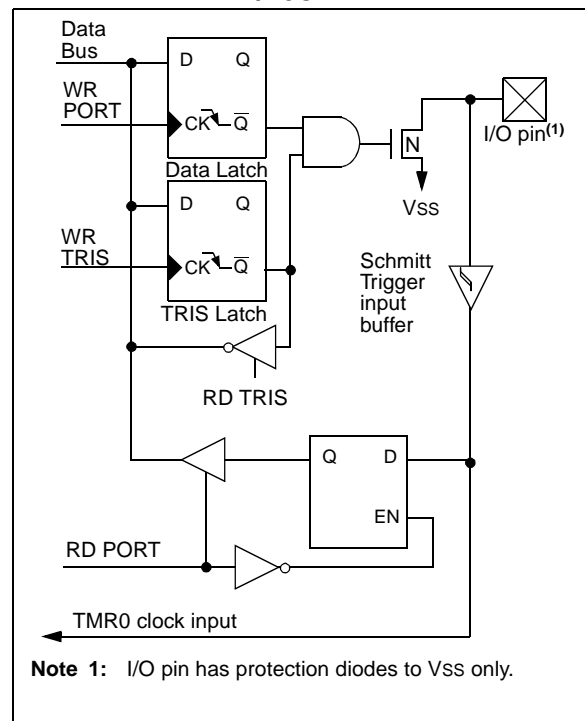 Data
Bus
D Q
WR
PORT
CK Q
Data Latch
N
I/O pin(1)
VSS
D Q
WR
TRIS
CK Q
TRIS Latch
Schmitt
Trigger
input
buffer
RD TRIS
Q D
EN
RD PORT
TMR0 clock input
Note 1: I/O pin has protection diodes to VSS only.